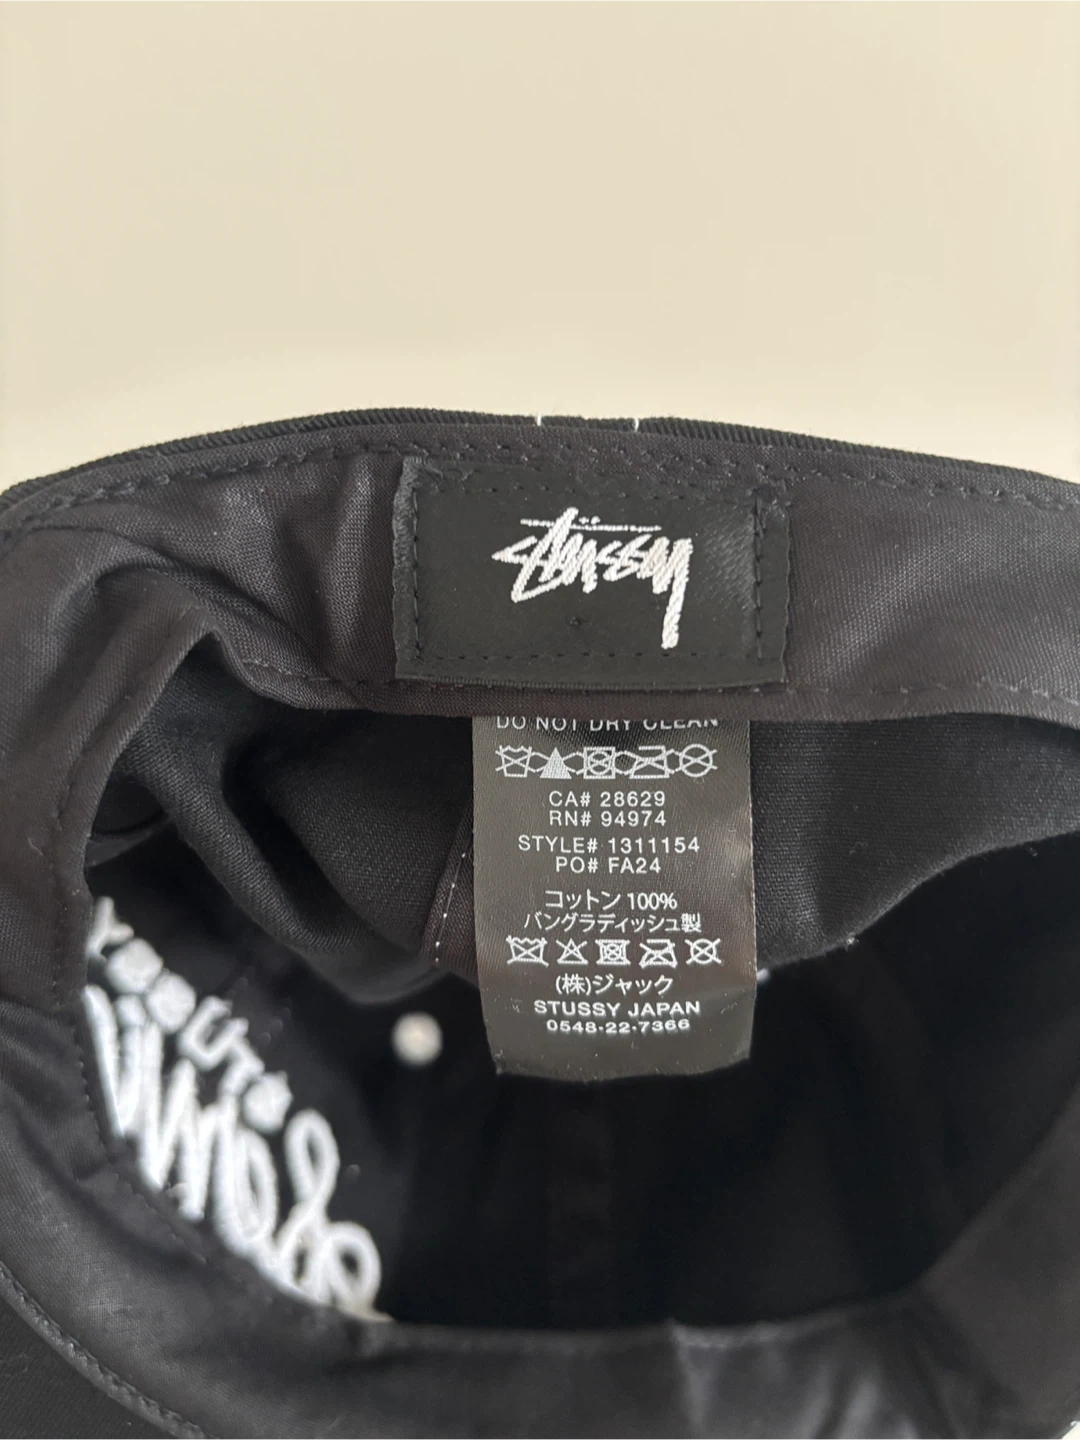 Stüssy
DO NOT DRY CLEAN
CA# 28629
RN# 94974
STYLE# 1311154
PO# FA24
コットン 100%
バングラディッシュ製
(株)ジャック
STUSSY JAPAN
0548-22-7366